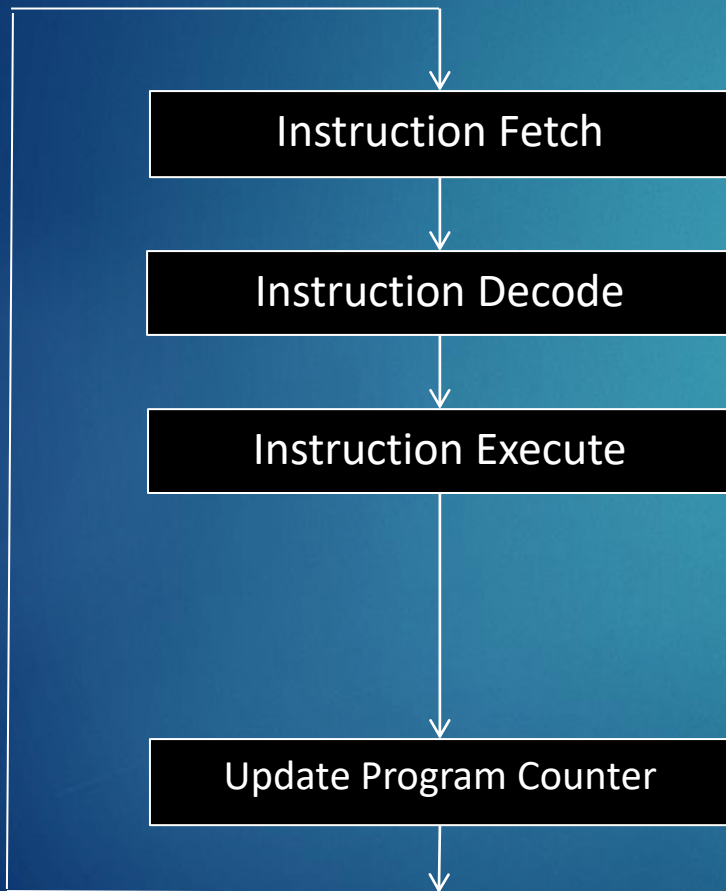 Instruction Fetch
Instruction Decode
Instruction Execute
Update Program Counter